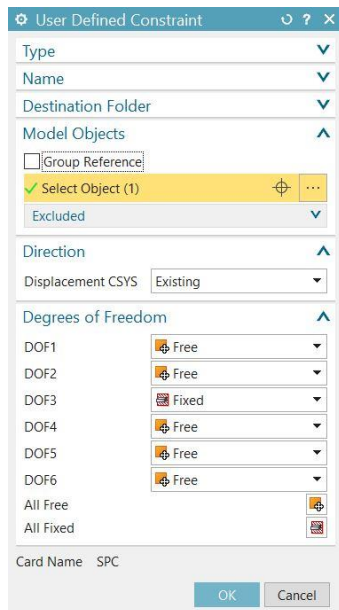 User Defined Constraint ?
Type
Name
Destination Folder
Model Objects
Group Reference
Select Object (1) ...
Excluded
Direction
Displacement CSYS Existing
Degrees of Freedom
DOF1 Free
DOF2 Free
DOF3 Fixed
DOF4 Free
DOF5 Free
DOF6 Free
All Free
All Fixed
Card Name SPC
OK Cancel